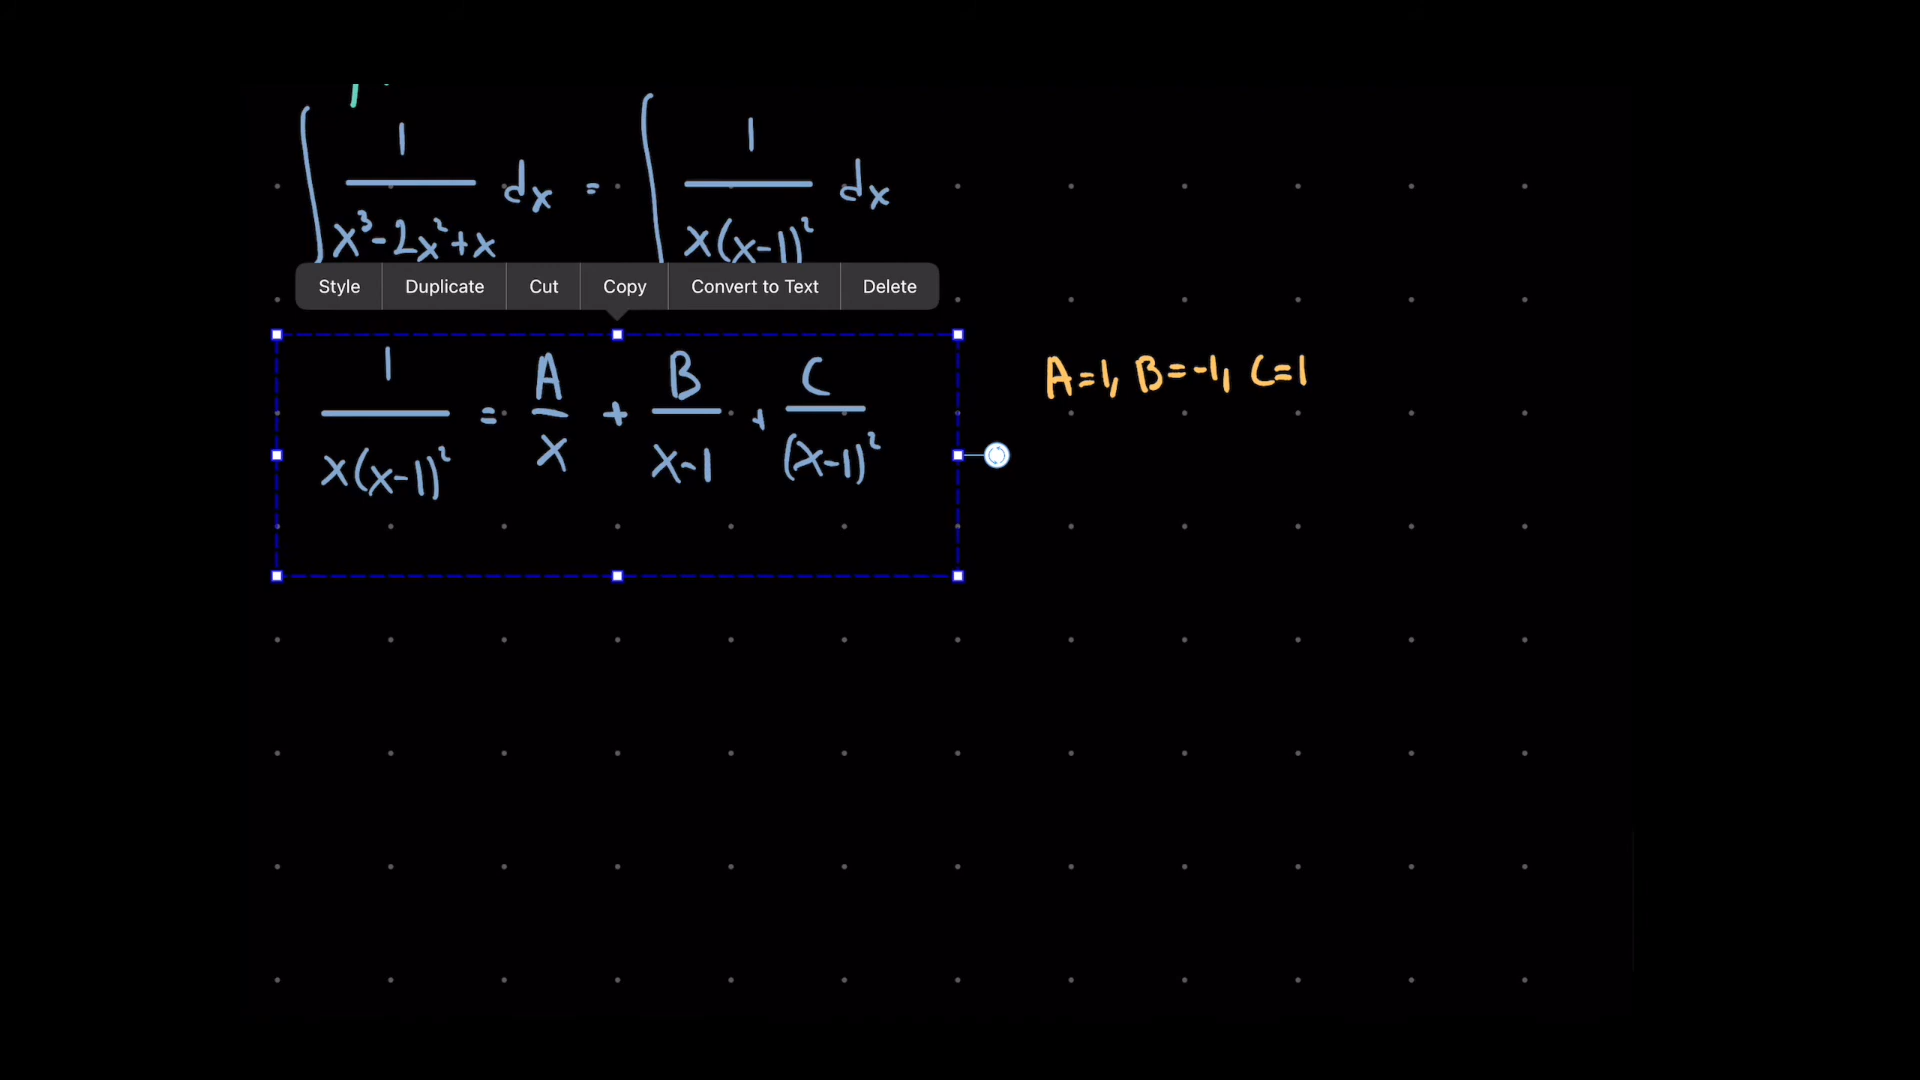 ∫ 1/(x³-2x²+x) dx = ∫ 1/(x(x-1)²) dx
Style Duplicate Cut Copy Convert to Text Delete
1/(x(x-1)²) = A/x + B/(x-1) + C/(x-1)²
A=1, B=-1, C=1